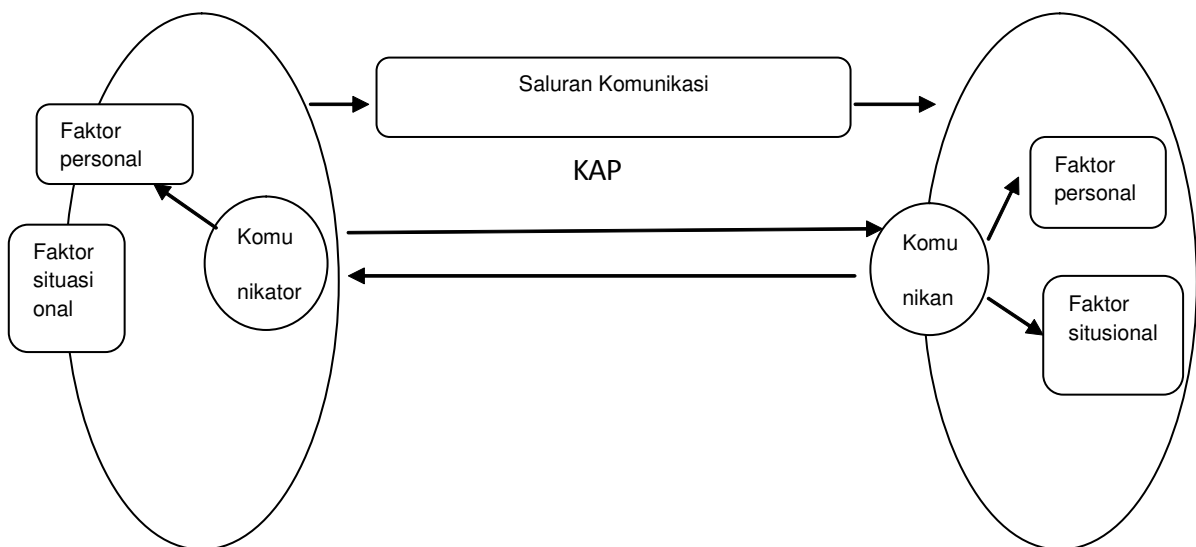 Saluran Komunikasi
Faktor
personal
KAP
Faktor
situasi
onal
Komu
nikator
Komu
nikan
Faktor
personal
Faktor
situsional